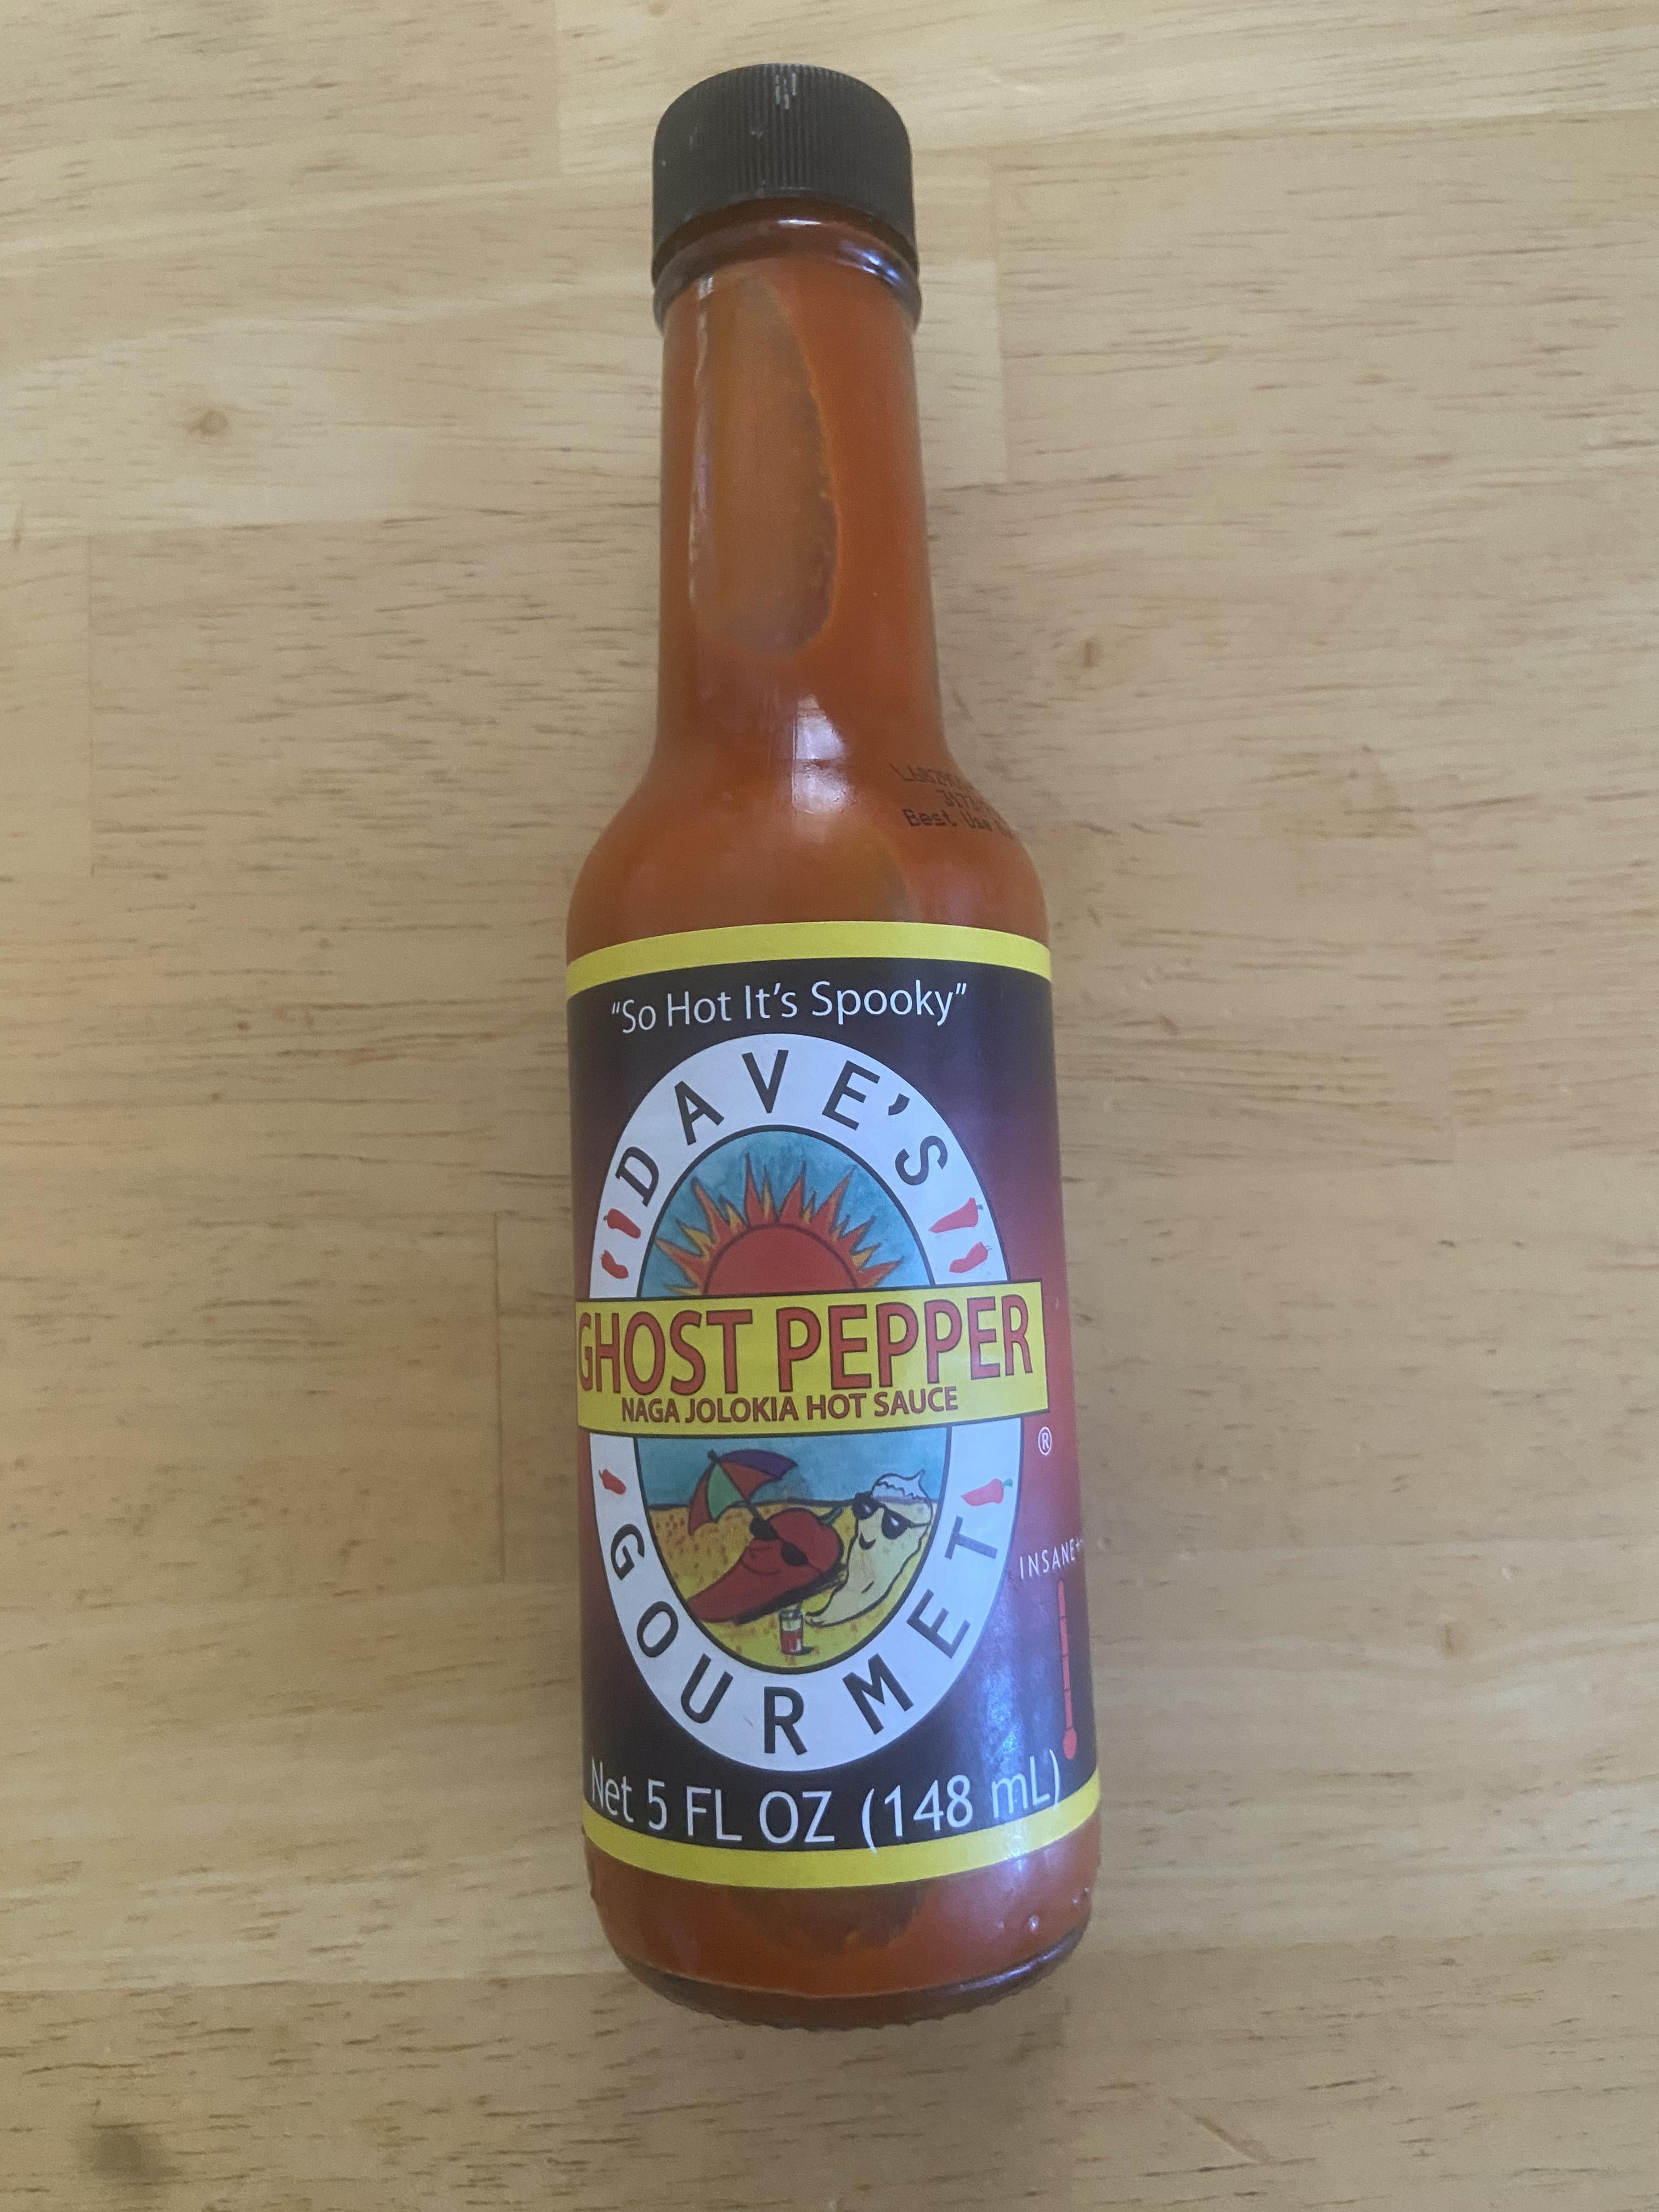 Best Use
“So Hot It’s Spooky”
DAVE’S
GHOST PEPPER
NAGA JOLOKIA HOT SAUCE
®
GOURMET
INSANE
Net 5 FL OZ (148 mL)